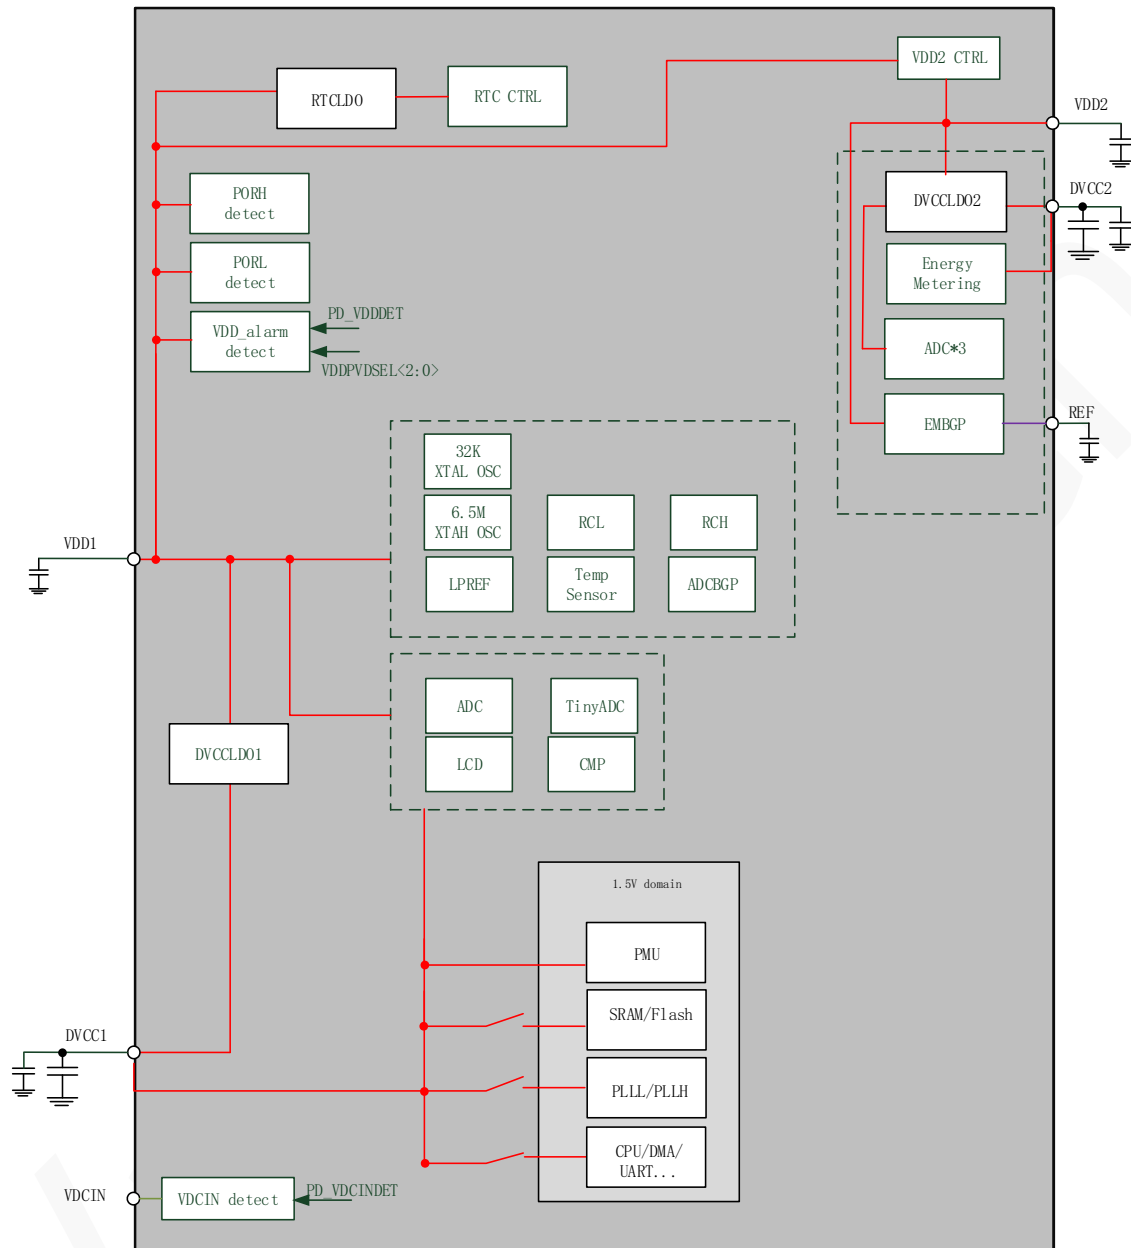 VDD2 CTRL
RTCLDO
RTC CTRL
VDD2
PORH
detect
DVCCLDO2
DVCC2
PORL
detect
Energy
Metering
PD_VDDDET
VDD_alarm
detect
VDDPVDSEL<2:0>
ADC*3
EMBGP
REF
32K
XTAL OSC
6.5M
XTAH OSC
RCL
RCH
VDD1
LPREF
Temp
Sensor
ADCBGP
ADC
TinyADC
DVCCLDO1
LCD
CMP
1.5V domain
PMU
SRAM/Flash
DVCC1
PLLL/PLLH
CPU/DMA/
UART...
VDCIN
VDCIN detect
PD_VDCINDET